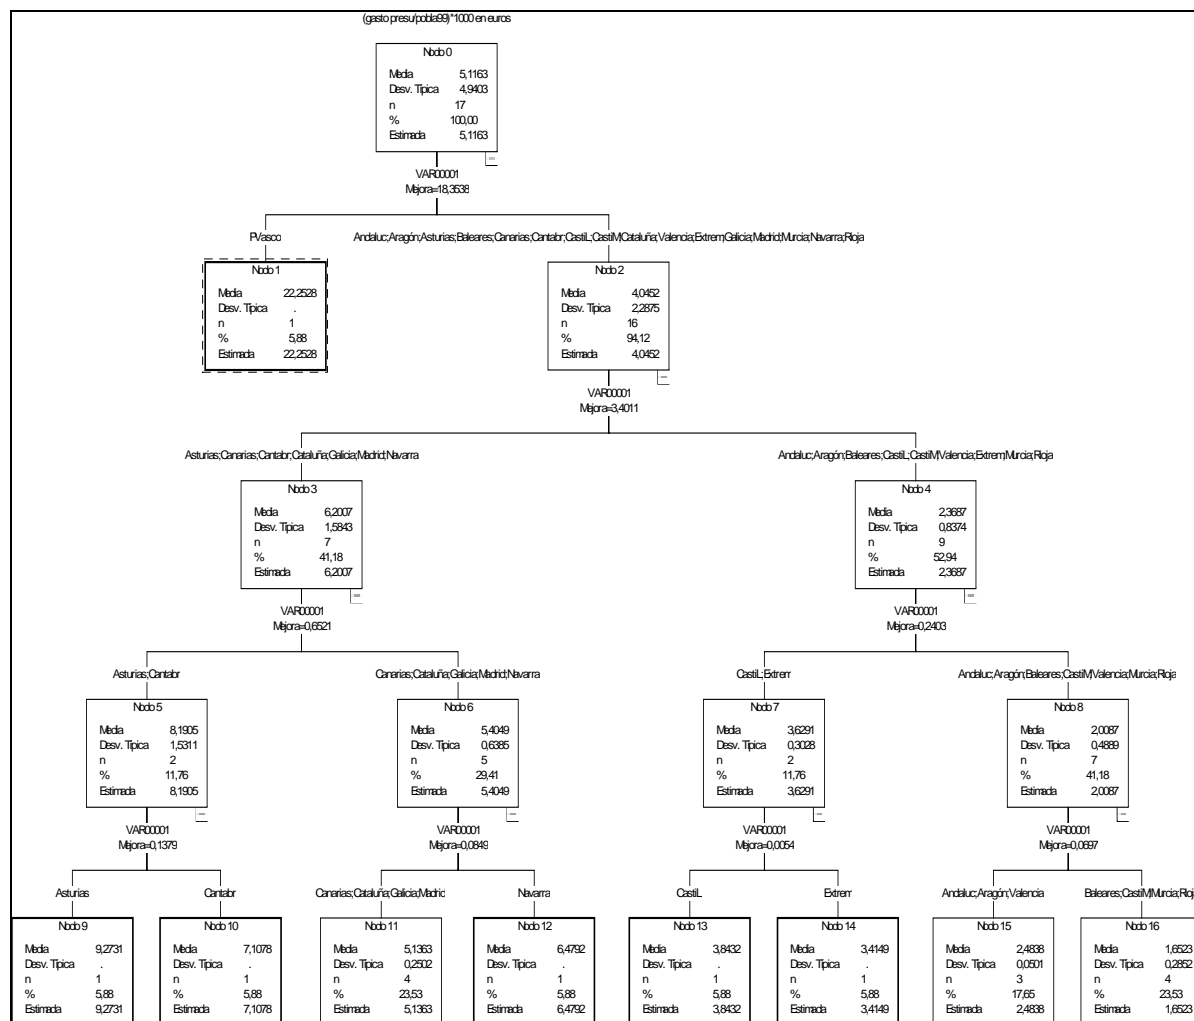 (gasto presu/pobla99)*1000 en euros
Nodo 0
Media 5,1163
Desv. Típica 4,9403
n 17
% 100,00
Estimada 5,1163
VAR00001
Mejora=18,3538
PVasco
Andaluc;Aragón;Asturias;Baleares;Canarias;Cantabr;CastiL;CastiM;Cataluña;Valencia;Extrem;Galicia;Madrid;Murcia;Navarra;Rioja
Nodo 1
Media 22,2528
Desv. Típica .
n 1
% 5,88
Estimada 22,2528
Nodo 2
Media 4,0452
Desv. Típica 2,2875
n 16
% 94,12
Estimada 4,0452
VAR00001
Mejora=3,4011
Asturias;Canarias;Cantabr;Cataluña;Galicia;Madrid;Navarra
Andaluc;Aragón;Baleares;CastiL;CastiM;Valencia;Extrem;Murcia;Rioja
Nodo 3
Media 6,2007
Desv. Típica 1,5843
n 7
% 41,18
Estimada 6,2007
Nodo 4
Media 2,3687
Desv. Típica 0,8374
n 9
% 52,94
Estimada 2,3687
VAR00001
Mejora=0,6521
VAR00001
Mejora=0,2403
Asturias;Cantabr
Canarias;Cataluña;Galicia;Madrid;Navarra
CastiL;Extrem
Andaluc;Aragón;Baleares;CastiM;Valencia;Murcia;Rioja
Nodo 5
Media 8,1905
Desv. Típica 1,5311
n 2
% 11,76
Estimada 8,1905
Nodo 6
Media 5,4049
Desv. Típica 0,6385
n 5
% 29,41
Estimada 5,4049
Nodo 7
Media 3,6291
Desv. Típica 0,3028
n 2
% 11,76
Estimada 3,6291
Nodo 8
Media 2,0087
Desv. Típica 0,4889
n 7
% 41,18
Estimada 2,0087
VAR00001
Mejora=0,1379
VAR00001
Mejora=0,0849
VAR00001
Mejora=0,0054
VAR00001
Mejora=0,0697
Asturias
Cantabr
Canarias;Cataluña;Galicia;Madrid
Navarra
CastiL
Extrem
Andaluc;Aragón;Valencia
Baleares;CastiM;Murcia;Rioj
Nodo 9
Media 9,2731
Desv. Típica .
n 1
% 5,88
Estimada 9,2731
Nodo 10
Media 7,1078
Desv. Típica .
n 1
% 5,88
Estimada 7,1078
Nodo 11
Media 5,1363
Desv. Típica 0,2502
n 4
% 23,53
Estimada 5,1363
Nodo 12
Media 6,4792
Desv. Típica .
n 1
% 5,88
Estimada 6,4792
Nodo 13
Media 3,8432
Desv. Típica .
n 1
% 5,88
Estimada 3,8432
Nodo 14
Media 3,4149
Desv. Típica .
n 1
% 5,88
Estimada 3,4149
Nodo 15
Media 2,4838
Desv. Típica 0,0501
n 3
% 17,65
Estimada 2,4838
Nodo 16
Media 1,6523
Desv. Típica 0,2852
n 4
% 23,53
Estimada 1,6523